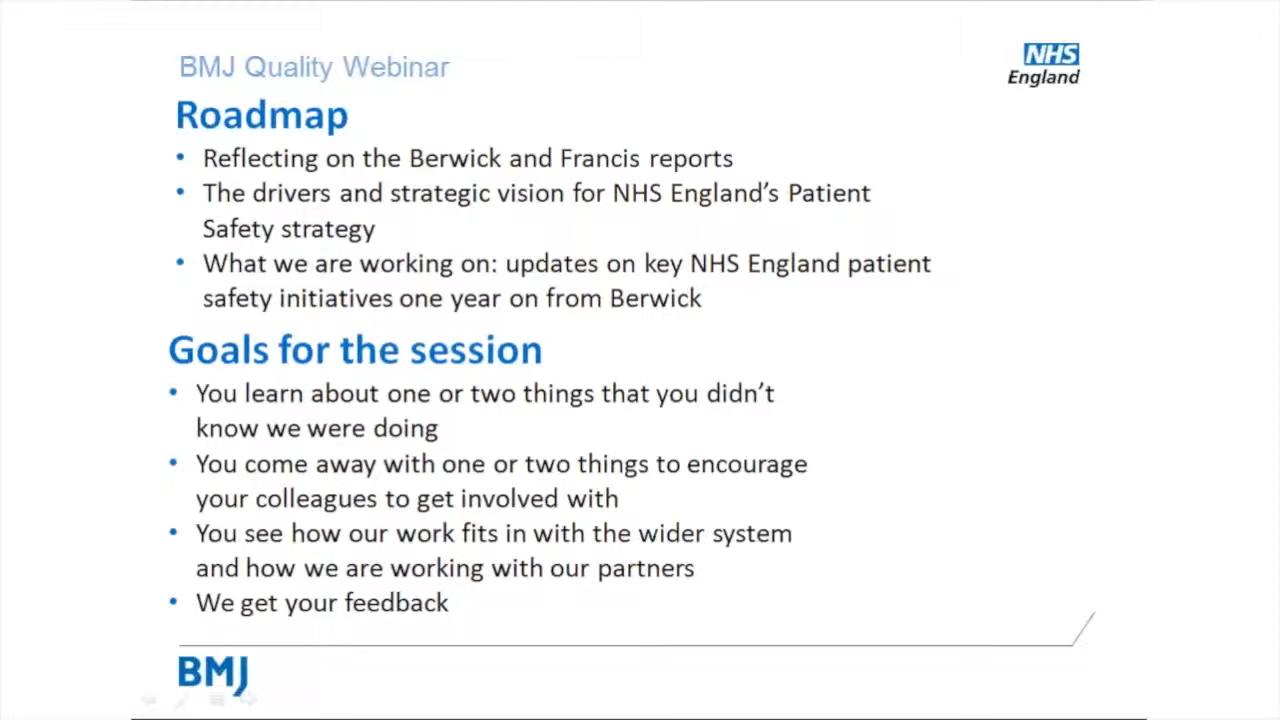 BMJ Quality Webinar
NHS
England
Roadmap
• Reflecting on the Berwick and Francis reports
• The drivers and strategic vision for NHS England’s Patient
Safety strategy
• What we are working on: updates on key NHS England patient
safety initiatives one year on from Berwick
Goals for the session
• You learn about one or two things that you didn’t
know we were doing
• You come away with one or two things to encourage
your colleagues to get involved with
• You see how our work fits in with the wider system
and how we are working with our partners
• We get your feedback
BMJ